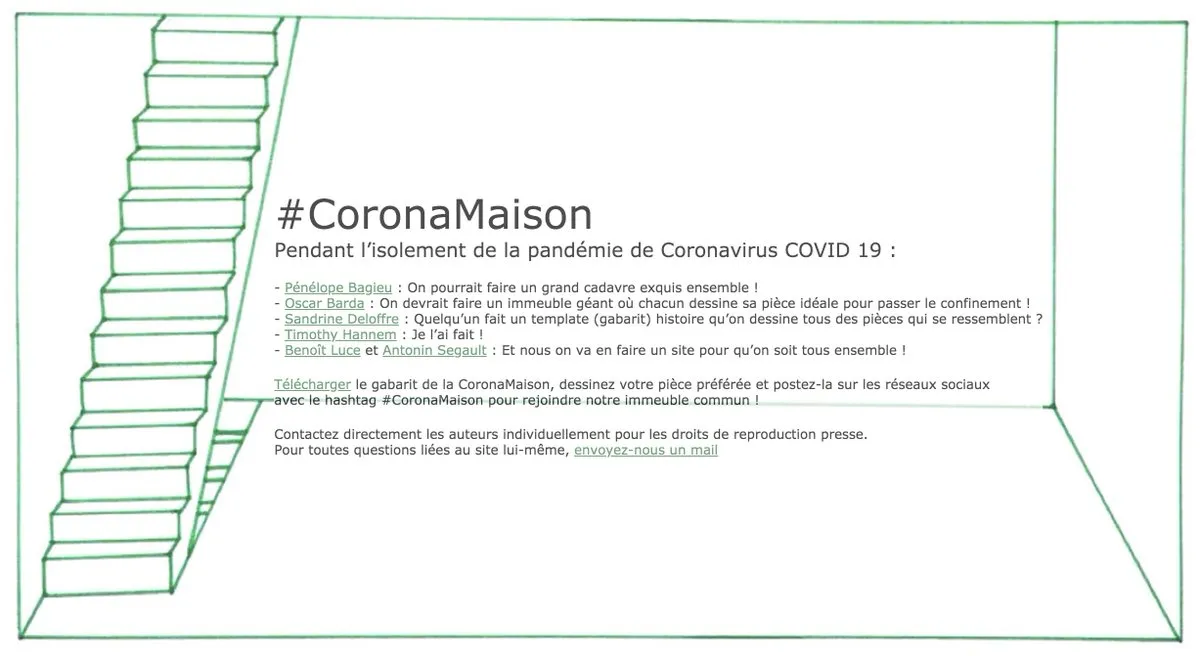 #CoronaMaison
Pendant l’isolement de la pandémie de Coronavirus COVID 19 :
- Pénélope Bagieu : On pourrait faire un grand cadavre exquis ensemble !
- Oscar Barda : On devrait faire un immeuble géant où chacun dessine sa pièce idéale pour passer le confinement !
- Sandrine Deloffre : Quelqu’un fait un template (gabarit) histoire qu’on dessine tous des pièces qui se ressemblent ?
- Timothy Hannem : Je l’ai fait !
- Benoît Luce et Antonin Segault : Et nous on va en faire un site pour qu’on soit tous ensemble !
Télécharger le gabarit de la CoronaMaison, dessinez votre pièce préférée et postez-la sur les réseaux sociaux
avec le hashtag #CoronaMaison pour rejoindre notre immeuble commun !
Contactez directement les auteurs individuellement pour les droits de reproduction presse.
Pour toutes questions liées au site lui-même, envoyez-nous un mail